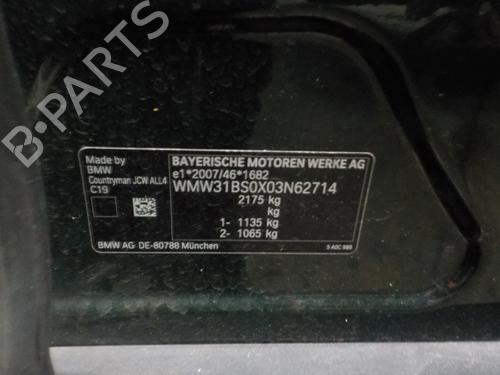 B-PARTS
Made by
BMW
Countryman JCW ALL4
C19
BAYERISCHE MOTOREN WERKE AG
e1*2007/46*1682
WMW31BS0X03N62714
2175 kg
kg
1- 1135 kg
2- 1065 kg
BMW AG DE-80788 München